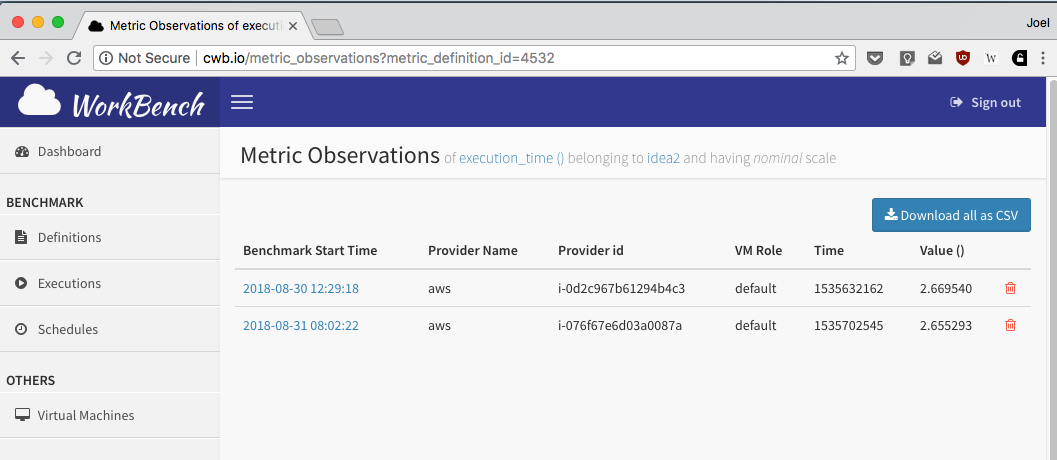 Metric Observations of executi
Joel
Not Secure cwb.io/metric_observations?metric_definition_id=4532
UD
W
WorkBench
Sign out
Dashboard
BENCHMARK
Definitions
Executions
Schedules
OTHERS
Virtual Machines
Metric Observations of execution_time () belonging to idea2 and having nominal scale
Download all as CSV
Benchmark Start Time Provider Name Provider id VM Role Time Value ()
2018-08-30 12:29:18 aws i-0d2c967b61294b4c3 default 1535632162 2.669540
2018-08-31 08:02:22 aws i-076f67e6d03a0087a default 1535702545 2.655293